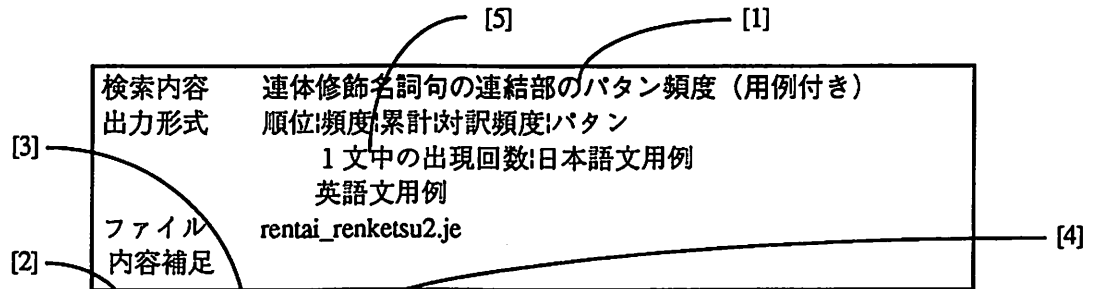 [5] [1]
検索内容 連体修飾名詞句の連結部のパタン頻度（用例付き）
出力形式 順位¦頻度¦累計¦対訳頻度¦パタン
[3]
１文中の出現回数¦日本語文用例
英語文用例
ファイル rentai_renketsu2.je
[4]
[2] 内容補足